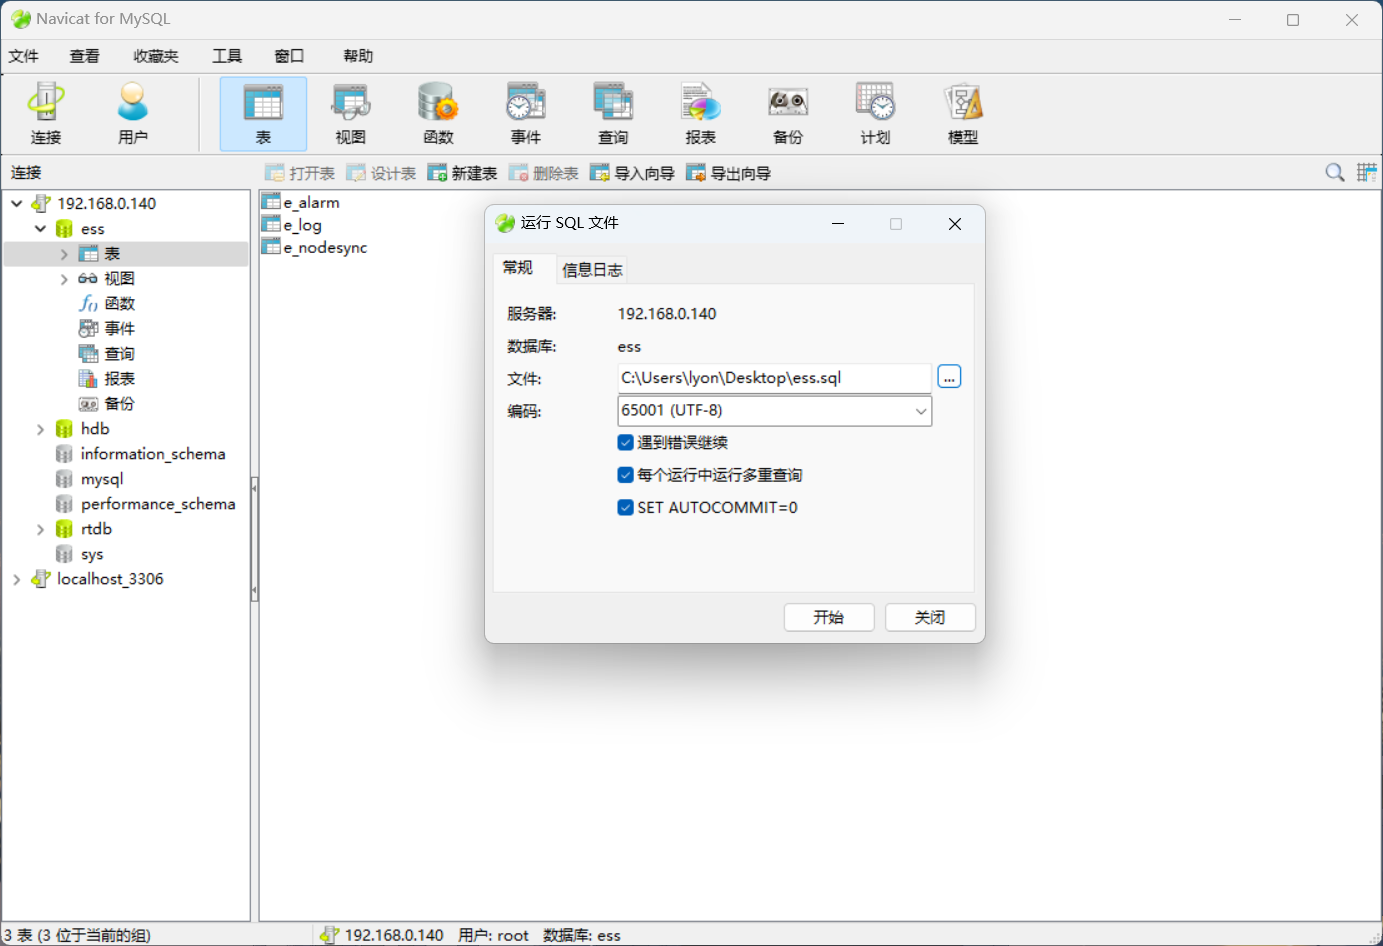 Navicat for MySQL
文件 查看 收藏夹 工具 窗口 帮助
连接 用户 表 视图 函数 事件 查询 报表 备份 计划 模型
连接
打开表 设计表 新建表 删除表 导入向导 导出向导
192.168.0.140
ess
表
视图
函数
事件
查询
报表
备份
hdb
information_schema
mysql
performance_schema
rtdb
sys
localhost_3306
e_alarm
e_log
e_nodesync
运行 SQL 文件
常规 信息日志
服务器: 192.168.0.140
数据库: ess
文件: C:\Users\lyon\Desktop\ess.sql ...
编码: 65001 (UTF-8)
遇到错误继续
每个运行中运行多重查询
SET AUTOCOMMIT=0
开始 关闭
3 表 (3 位于当前的组) 192.168.0.140 用户: root 数据库: ess